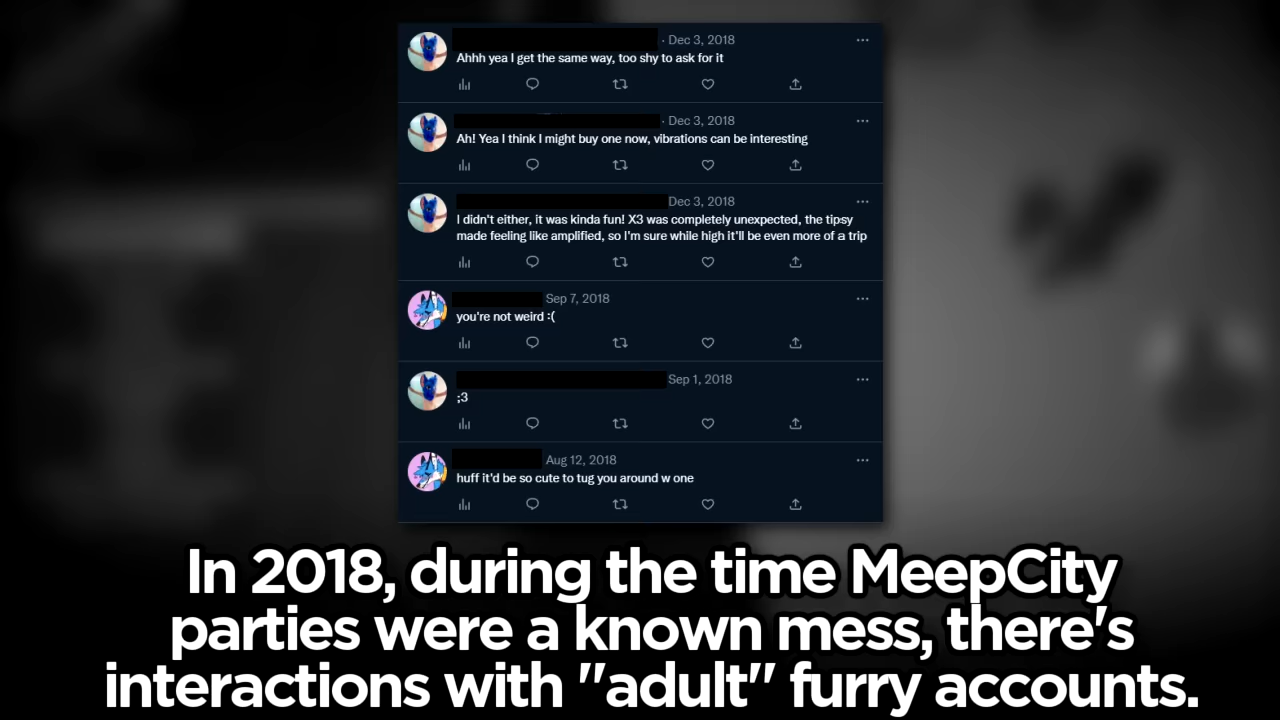 · Dec 3, 2018
Ahhh yea I get the same way, too shy to ask for it
· Dec 3, 2018
Ah! Yea I think I might buy one now, vibrations can be interesting
Dec 3, 2018
I didn't either, it was kinda fun! X3 was completely unexpected, the tipsy
made feeling like amplified, so I'm sure while high it'll be even more of a trip
Sep 7, 2018
you're not weird :(
Sep 1, 2018
;3
Aug 12, 2018
huff it'd be so cute to tug you around w one
In 2018, during the time MeepCity
parties were a known mess, there's
interactions with "adult" furry accounts.